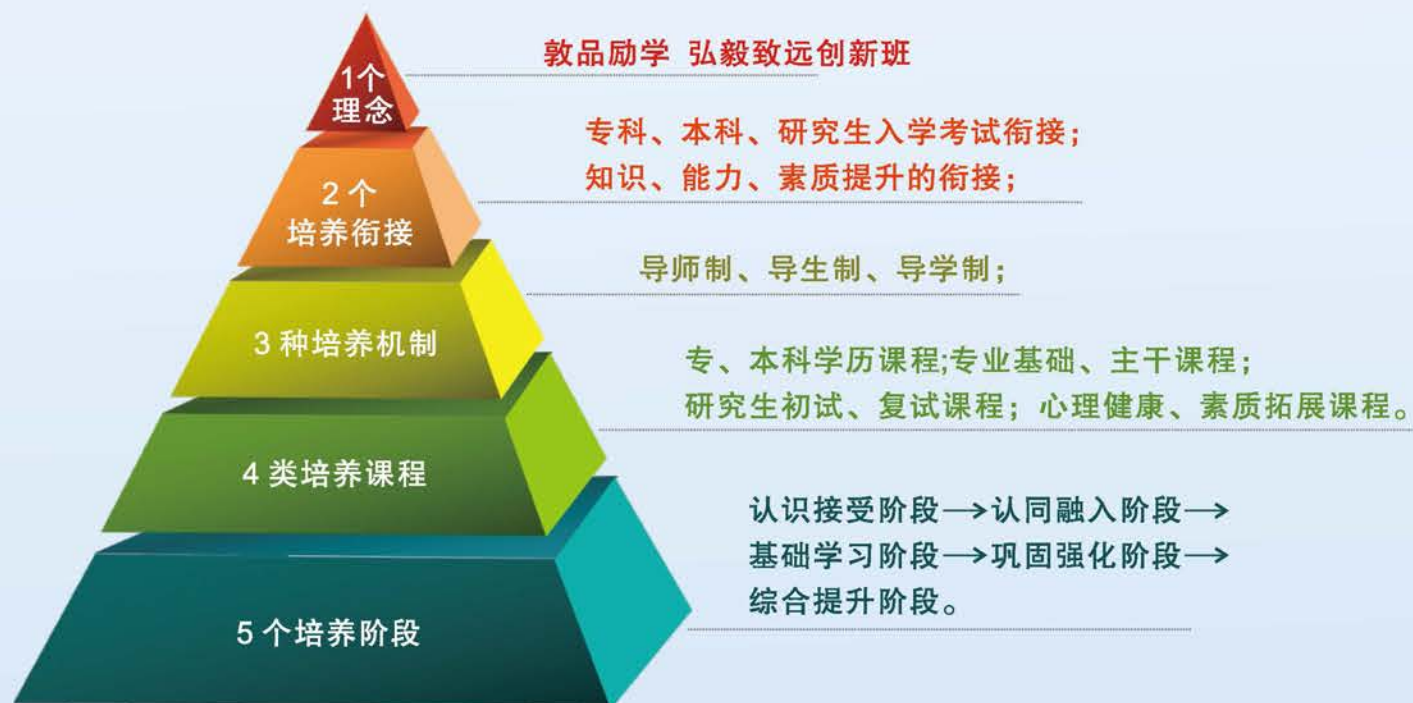 1个
理念
敦品励学 弘毅致远创新班
2个
培养衔接
专科、本科、研究生入学考试衔接；
知识、能力、素质提升的衔接；
3种培养机制
导师制、导生制、导学制；
4类培养课程
专、本科学历课程;专业基础、主干课程；
研究生初试、复试课程；心理健康、素质拓展课程。
5个培养阶段
认识接受阶段→认同融入阶段→
基础学习阶段→巩固强化阶段→
综合提升阶段。